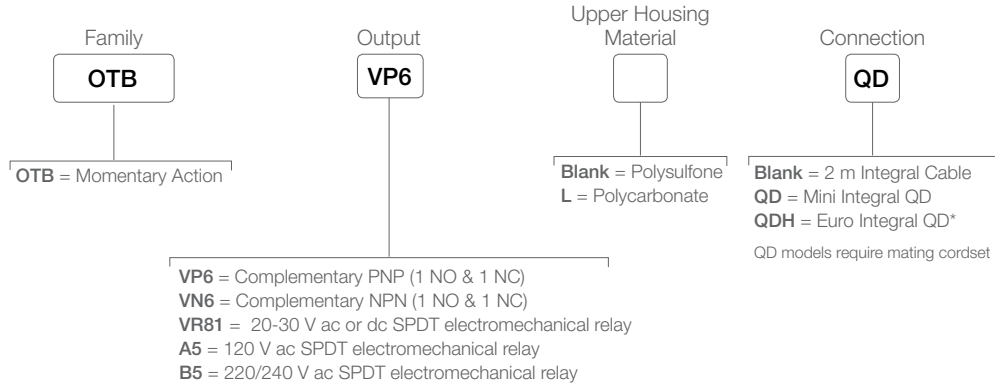 Family
OTB
OTB = Momentary Action
Output
VP6
VP6 = Complementary PNP (1 NO & 1 NC)
VN6 = Complementary NPN (1 NO & 1 NC)
VR81 = 20-30 V ac or dc SPDT electromechanical relay
A5 = 120 V ac SPDT electromechanical relay
B5 = 220/240 V ac SPDT electromechanical relay
Upper Housing
Material
Blank = Polysulfone
L = Polycarbonate
Connection
QD
Blank = 2 m Integral Cable
QD = Mini Integral QD
QDH = Euro Integral QD*
QD models require mating cordset